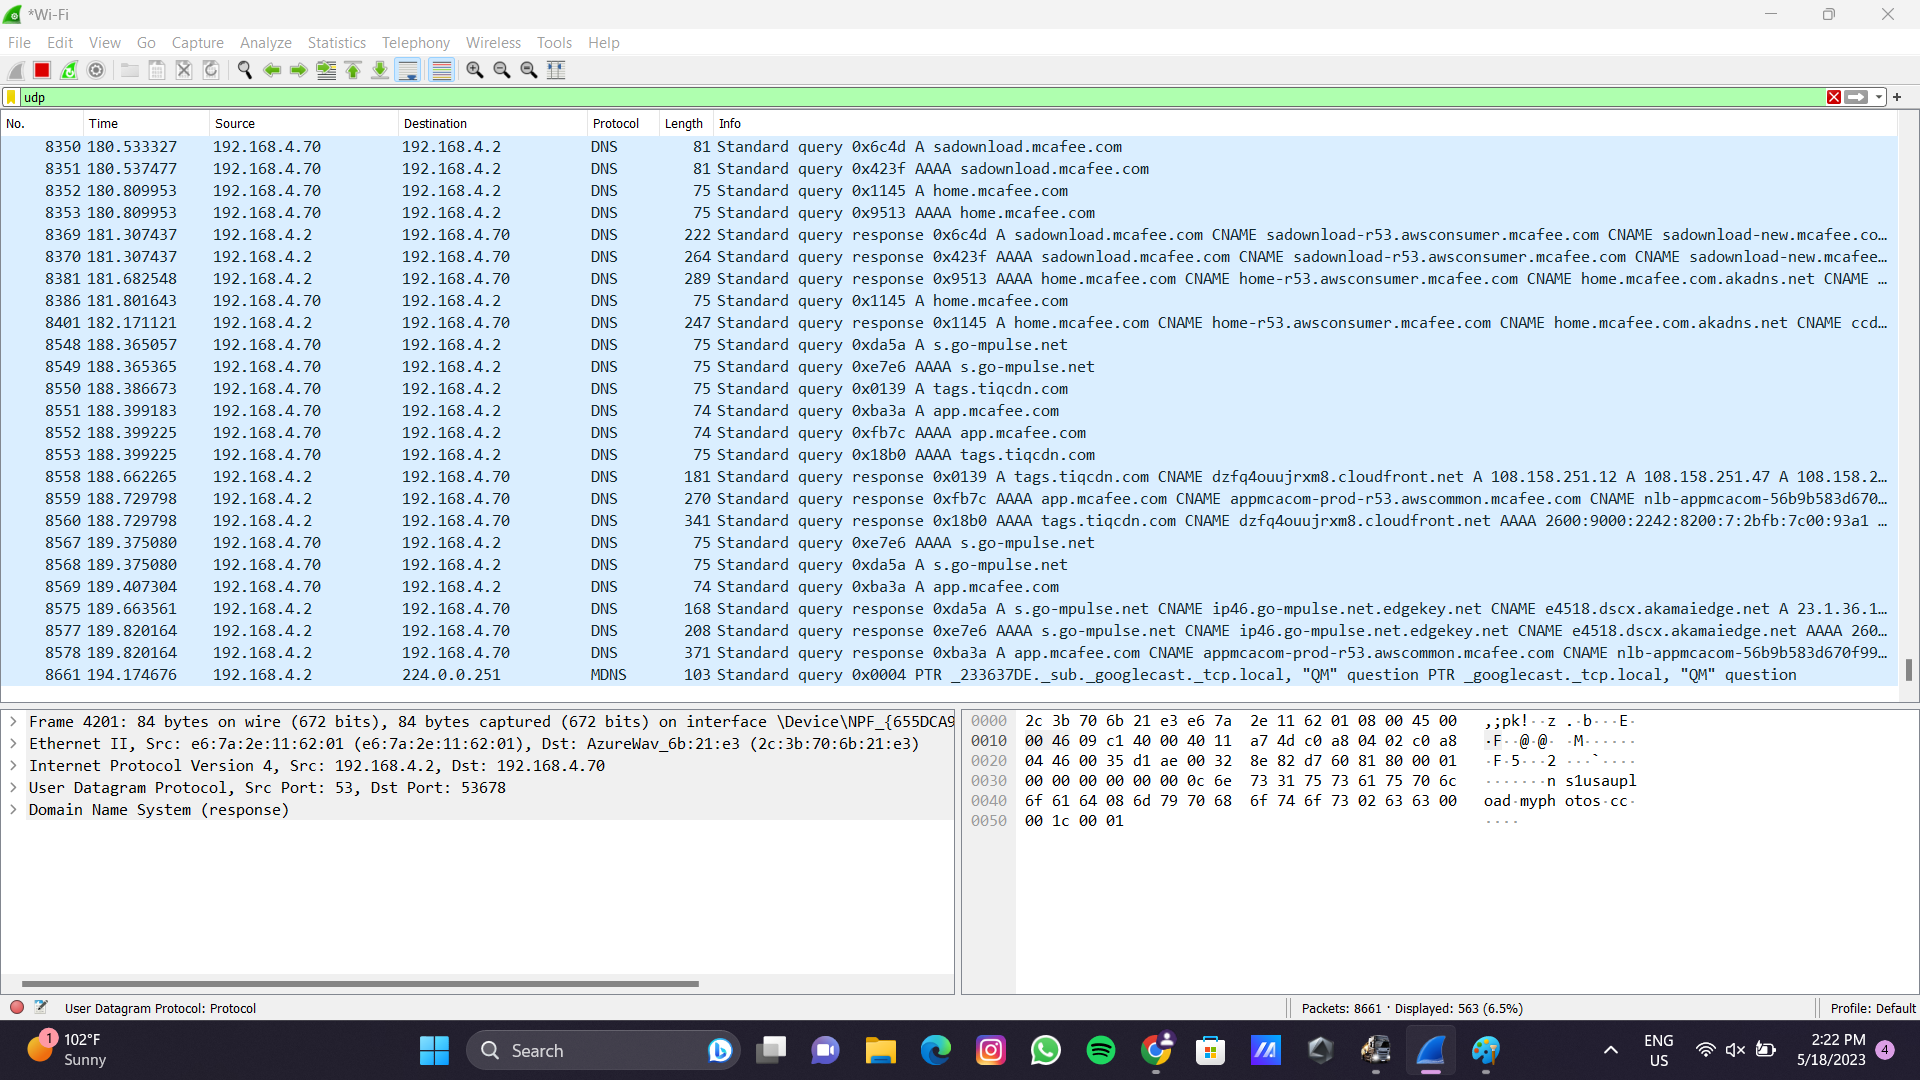 *Wi-Fi
File Edit View Go Capture Analyze Statistics Telephony Wireless Tools Help
udp
No. Time Source Destination Protocol Length Info
8350 180.533327 192.168.4.70 192.168.4.2 DNS 81 Standard query 0x6c4d A sadownload.mcafee.com
8351 180.537477 192.168.4.70 192.168.4.2 DNS 81 Standard query 0x423f AAAA sadownload.mcafee.com
8352 180.809953 192.168.4.70 192.168.4.2 DNS 75 Standard query 0x1145 A home.mcafee.com
8353 180.809953 192.168.4.70 192.168.4.2 DNS 75 Standard query 0x9513 AAAA home.mcafee.com
8369 181.307437 192.168.4.2 192.168.4.70 DNS 222 Standard query response 0x6c4d A sadownload.mcafee.com CNAME sadownload-r53.awsconsumer.mcafee.com CNAME sadownload-new.mcafee.co…
8370 181.307437 192.168.4.2 192.168.4.70 DNS 264 Standard query response 0x423f AAAA sadownload.mcafee.com CNAME sadownload-r53.awsconsumer.mcafee.com CNAME sadownload-new.mcafee…
8381 181.682548 192.168.4.2 192.168.4.70 DNS 289 Standard query response 0x9513 AAAA home.mcafee.com CNAME home-r53.awsconsumer.mcafee.com CNAME home.mcafee.com.akadns.net CNAME …
8386 181.801643 192.168.4.70 192.168.4.2 DNS 75 Standard query 0x1145 A home.mcafee.com
8401 182.171121 192.168.4.2 192.168.4.70 DNS 247 Standard query response 0x1145 A home.mcafee.com CNAME home-r53.awsconsumer.mcafee.com CNAME home.mcafee.com.akadns.net CNAME ccd…
8548 188.365057 192.168.4.70 192.168.4.2 DNS 75 Standard query 0xda5a A s.go-mpulse.net
8549 188.365365 192.168.4.70 192.168.4.2 DNS 75 Standard query 0xe7e6 AAAA s.go-mpulse.net
8550 188.386673 192.168.4.70 192.168.4.2 DNS 75 Standard query 0x0139 A tags.tiqcdn.com
8551 188.399183 192.168.4.70 192.168.4.2 DNS 74 Standard query 0xba3a A app.mcafee.com
8552 188.399225 192.168.4.70 192.168.4.2 DNS 74 Standard query 0xfb7c AAAA app.mcafee.com
8553 188.399225 192.168.4.70 192.168.4.2 DNS 75 Standard query 0x18b0 AAAA tags.tiqcdn.com
8558 188.662265 192.168.4.2 192.168.4.70 DNS 181 Standard query response 0x0139 A tags.tiqcdn.com CNAME dzfq4ouujrxm8.cloudfront.net A 108.158.251.12 A 108.158.251.47 A 108.158.2…
8559 188.729798 192.168.4.2 192.168.4.70 DNS 270 Standard query response 0xfb7c AAAA app.mcafee.com CNAME appmcacom-prod-r53.awscommon.mcafee.com CNAME nlb-appmcacom-56b9b583d670…
8560 188.729798 192.168.4.2 192.168.4.70 DNS 341 Standard query response 0x18b0 AAAA tags.tiqcdn.com CNAME dzfq4ouujrxm8.cloudfront.net AAAA 2600:9000:2242:8200:7:2bfb:7c00:93a1 …
8567 189.375080 192.168.4.70 192.168.4.2 DNS 75 Standard query 0xe7e6 AAAA s.go-mpulse.net
8568 189.375080 192.168.4.70 192.168.4.2 DNS 75 Standard query 0xda5a A s.go-mpulse.net
8569 189.407304 192.168.4.70 192.168.4.2 DNS 74 Standard query 0xba3a A app.mcafee.com
8575 189.663561 192.168.4.2 192.168.4.70 DNS 168 Standard query response 0xda5a A s.go-mpulse.net CNAME ip46.go-mpulse.net.edgekey.net CNAME e4518.dscx.akamaiedge.net A 23.1.36.1…
8577 189.820164 192.168.4.2 192.168.4.70 DNS 208 Standard query response 0xe7e6 AAAA s.go-mpulse.net CNAME ip46.go-mpulse.net.edgekey.net CNAME e4518.dscx.akamaiedge.net AAAA 260…
8578 189.820164 192.168.4.2 192.168.4.70 DNS 371 Standard query response 0xba3a A app.mcafee.com CNAME appmcacom-prod-r53.awscommon.mcafee.com CNAME nlb-appmcacom-56b9b583d670f99…
8661 194.174676 192.168.4.2 224.0.0.251 MDNS 103 Standard query 0x0004 PTR _233637DE._sub._googlecast._tcp.local, "QM" question PTR _googlecast._tcp.local, "QM" question
Frame 4201: 84 bytes on wire (672 bits), 84 bytes captured (672 bits) on interface \Device\NPF_{655DCA9
Ethernet II, Src: e6:7a:2e:11:62:01 (e6:7a:2e:11:62:01), Dst: AzureWav_6b:21:e3 (2c:3b:70:6b:21:e3)
Internet Protocol Version 4, Src: 192.168.4.2, Dst: 192.168.4.70
User Datagram Protocol, Src Port: 53, Dst Port: 53678
Domain Name System (response)
0000 2c 3b 70 6b 21 e3 e6 7a 2e 11 62 01 08 00 45 00 ,;pk!··z .·b···E·
0010 00 46 09 c1 40 00 40 11 a7 4d c0 a8 04 02 c0 a8 ·F··@·@· ·M······
0020 04 46 00 35 d1 ae 00 32 8e 82 d7 60 81 80 00 01 ·F·5···2 ···`····
0030 00 00 00 00 00 00 0c 6e 73 31 75 73 61 75 70 6c ·······n s1usaupl
0040 6f 61 64 08 6d 79 70 68 6f 74 6f 73 02 63 63 00 oad·myph otos·cc·
0050 00 1c 00 01 ····
User Datagram Protocol: Protocol
Packets: 8661 · Displayed: 563 (6.5%)
Profile: Default
1
102°F
Sunny
Search
ENG
US
2:22 PM
5/18/2023
4